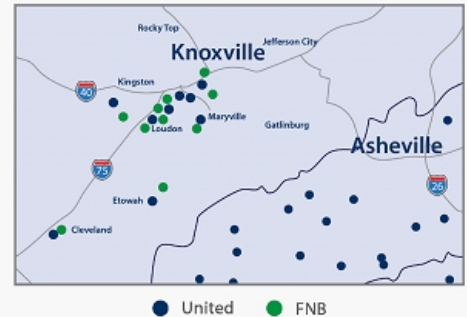 Rocky Top
Jefferson City
Knoxville
Kingston
40
Maryville
Loudon
Gatlinburg
Asheville
75
26
Etowah
Cleveland
United
FNB